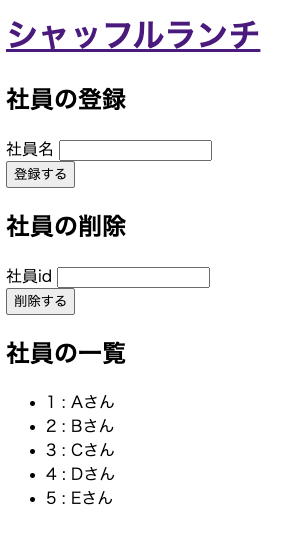 シャッフルランチ
社員の登録
社員名
登録する
社員の削除
社員id
削除する
社員の一覧
1 : Aさん
2 : Bさん
3 : Cさん
4 : Dさん
5 : Eさん